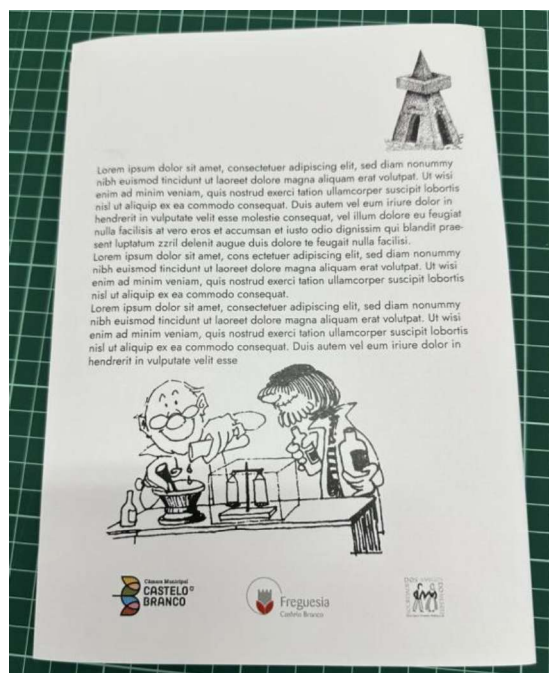 Lorem ipsum dolor sit amet, consectetuer adipiscing elit, sed diam nonummy
nibh euismod tincidunt ut laoreet dolore magna aliquam erat volutpat. Ut wisi
enim ad minim veniam, quis nostrud exerci tation ullamcorper suscipit lobortis
nisl ut aliquip ex ea commodo consequat. Duis autem vel eum iriure dolor in
hendrerit in vulputate velit esse molestie consequat, vel illum dolore eu feugiat
nulla facilisis at vero eros et accumsan et iusto odio dignissim qui blandit prae-
sent luptatum zzril delenit augue duis dolore te feugait nulla facilisi.
Lorem ipsum dolor sit amet, cons ectetuer adipiscing elit, sed diam nonummy
nibh euismod tincidunt ut laoreet dolore magna aliquam erat volutpat. Ut wisi
enim ad minim veniam, quis nostrud exerci tation ullamcorper suscipit lobortis
nisl ut aliquip ex ea commodo consequat.
Lorem ipsum dolor sit amet, consectetuer adipiscing elit, sed diam nonummy
nibh euismod tincidunt ut laoreet dolore magna aliquam erat volutpat. Ut wisi
enim ad minim veniam, quis nostrud exerci tation ullamcorper suscipit lobortis
nisl ut aliquip ex ea commodo consequat. Duis autem vel eum iriure dolor in
hendrerit in vulputate velit esse
Câmara Municipal
CASTELO
BRANCO
Freguesia
Castelo Branco